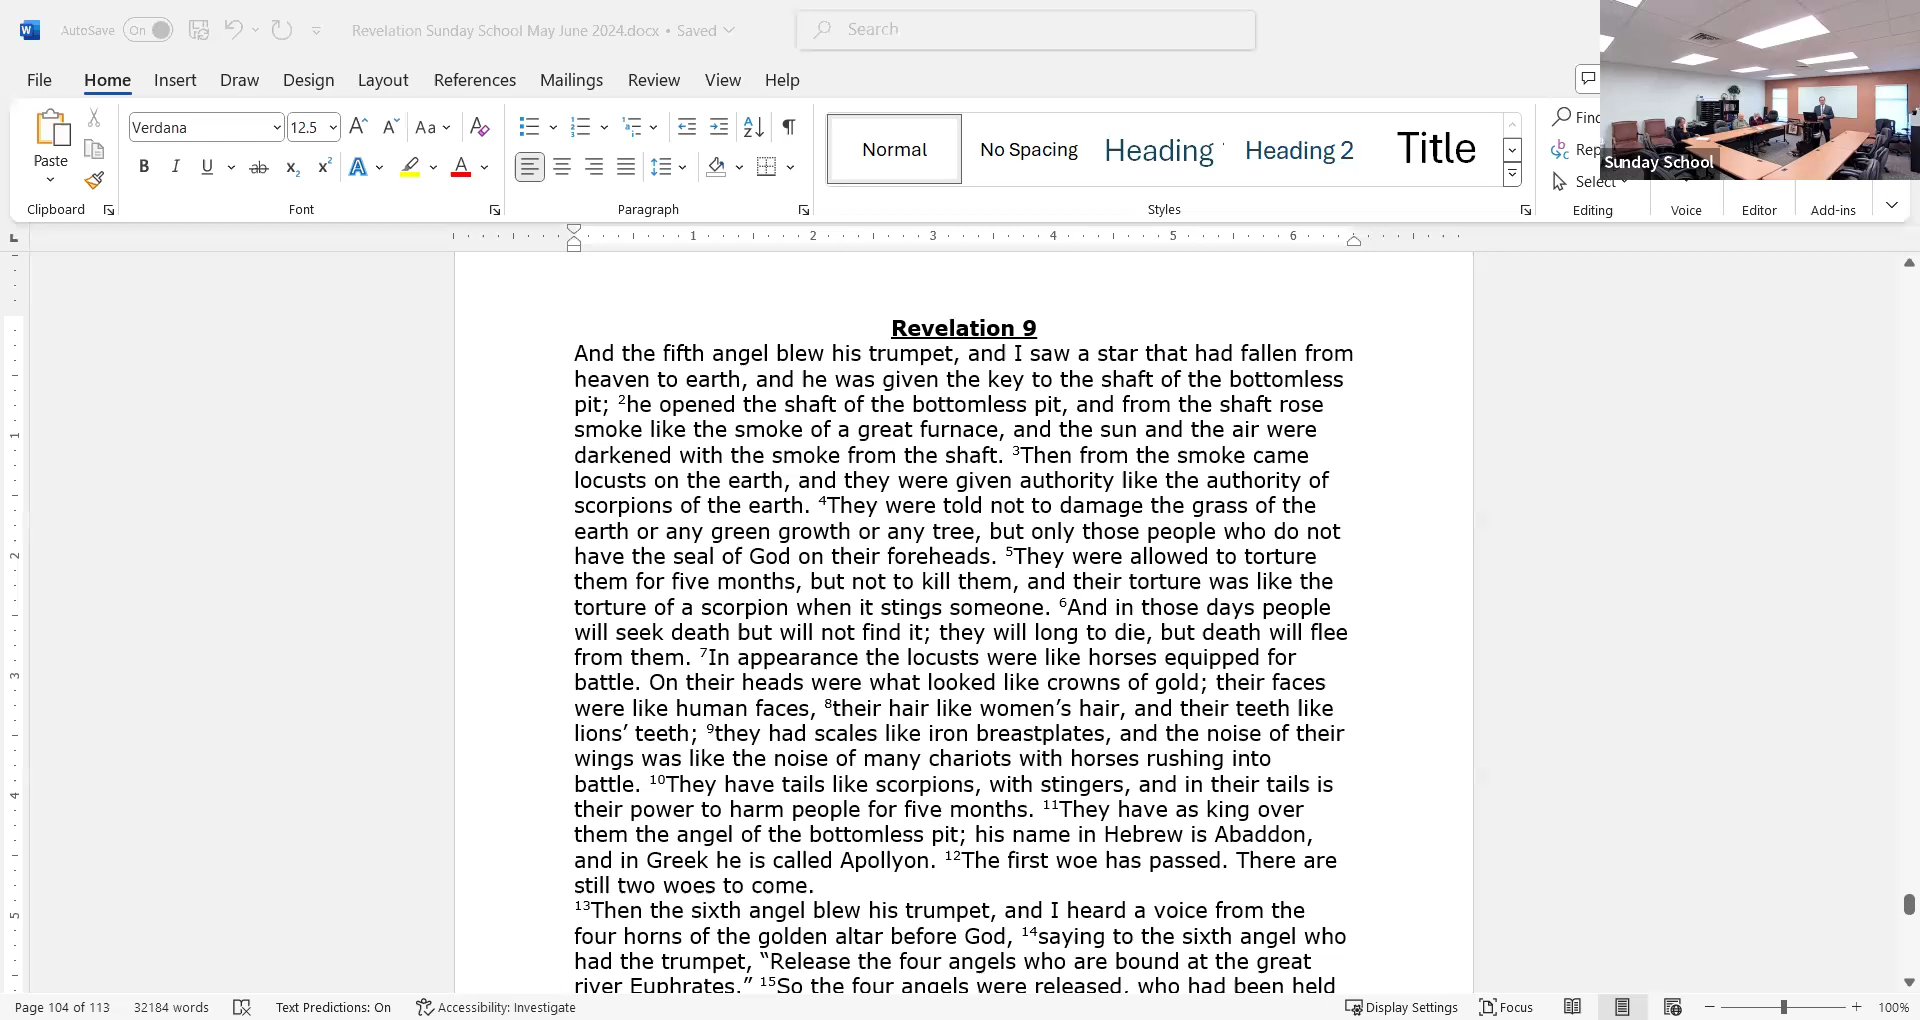 AutoSave On Revelation Sunday School May June 2024.docx • Saved Search
File Home Insert Draw Design Layout References Mailings Review View Help
Paste
Verdana 12.5
Normal No Spacing Heading Heading 2 Title
Select
Clipboard Font Paragraph Styles Editing Voice Editor Add-ins
Sunday School
1 2 3 4 5 6
Revelation 9
And the fifth angel blew his trumpet, and I saw a star that had fallen from
heaven to earth, and he was given the key to the shaft of the bottomless
pit; ²he opened the shaft of the bottomless pit, and from the shaft rose
smoke like the smoke of a great furnace, and the sun and the air were
darkened with the smoke from the shaft. ³Then from the smoke came
locusts on the earth, and they were given authority like the authority of
scorpions of the earth. ⁴They were told not to damage the grass of the
earth or any green growth or any tree, but only those people who do not
have the seal of God on their foreheads. ⁵They were allowed to torture
them for five months, but not to kill them, and their torture was like the
torture of a scorpion when it stings someone. ⁶And in those days people
will seek death but will not find it; they will long to die, but death will flee
from them. ⁷In appearance the locusts were like horses equipped for
battle. On their heads were what looked like crowns of gold; their faces
were like human faces, ⁸their hair like women’s hair, and their teeth like
lions’ teeth; ⁹they had scales like iron breastplates, and the noise of their
wings was like the noise of many chariots with horses rushing into
battle. ¹⁰They have tails like scorpions, with stingers, and in their tails is
their power to harm people for five months. ¹¹They have as king over
them the angel of the bottomless pit; his name in Hebrew is Abaddon,
and in Greek he is called Apollyon. ¹²The first woe has passed. There are
still two woes to come.
¹³Then the sixth angel blew his trumpet, and I heard a voice from the
four horns of the golden altar before God, ¹⁴saying to the sixth angel who
had the trumpet, “Release the four angels who are bound at the great
river Euphrates.” ¹⁵So the four angels were released, who had been held
Page 104 of 113 32184 words Text Predictions: On Accessibility: Investigate Display Settings Focus 100%